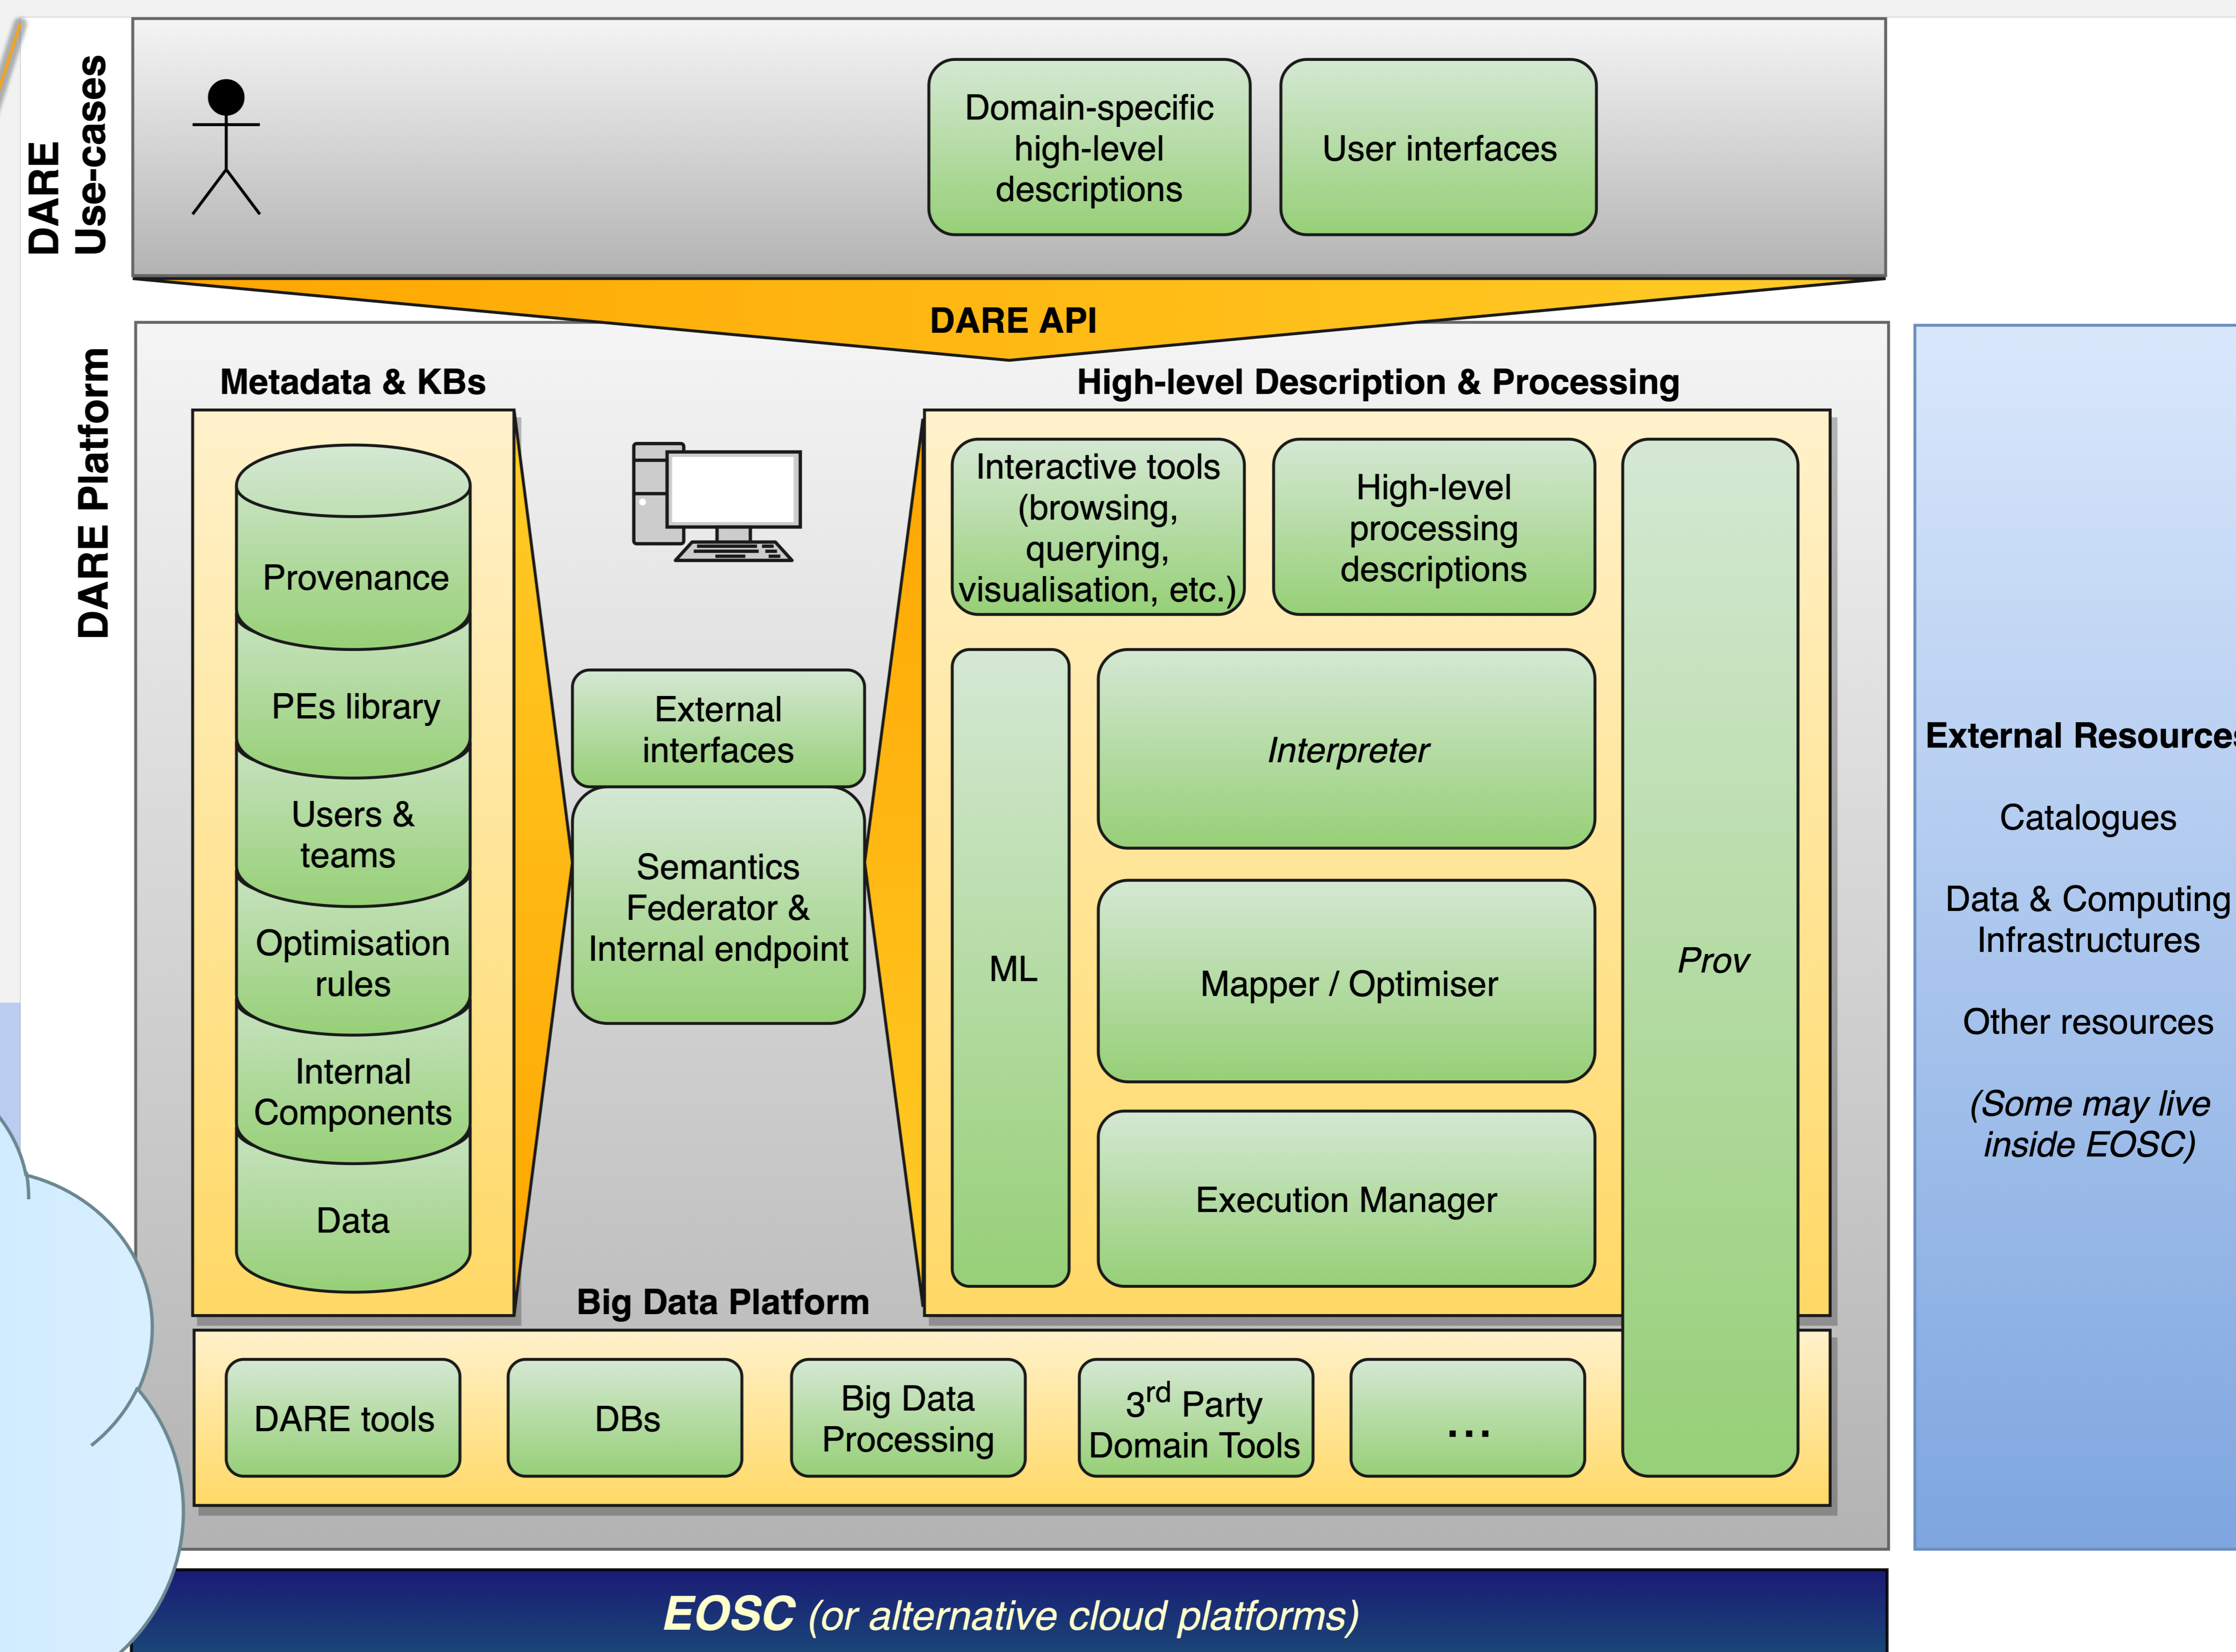 DARE
Use-cases
Domain-specific
high-level
descriptions
User interfaces
DARE API
DARE Platform
Metadata & KBs
Provenance
PEs library
Users &
teams
Optimisation
rules
Internal
Components
Data
External
interfaces
Semantics
Federator &
Internal endpoint
High-level Description & Processing
Interactive tools
(browsing,
querying,
visualisation, etc.)
High-level
processing
descriptions
ML
Interpreter
Mapper / Optimiser
Execution Manager
Prov
Big Data Platform
DARE tools
DBs
Big Data
Processing
3rd Party
Domain Tools
...
External Resources
Catalogues
Data & Computing
Infrastructures
Other resources
(Some may live
inside EOSC)
EOSC (or alternative cloud platforms)